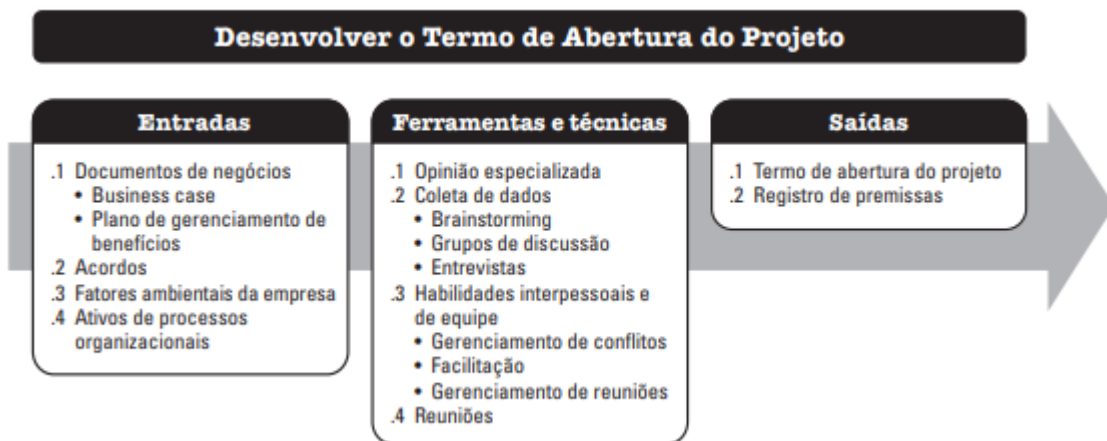 Desenvolver o Termo de Abertura do Projeto
Entradas
.1 Documentos de negócios
• Business case
• Plano de gerenciamento de
benefícios
.2 Acordos
.3 Fatores ambientais da empresa
.4 Ativos de processos
organizacionais
Ferramentas e técnicas
.1 Opinião especializada
.2 Coleta de dados
• Brainstorming
• Grupos de discussão
• Entrevistas
.3 Habilidades interpessoais e
de equipe
• Gerenciamento de conflitos
• Facilitação
• Gerenciamento de reuniões
.4 Reuniões
Saídas
.1 Termo de abertura do projeto
.2 Registro de premissas